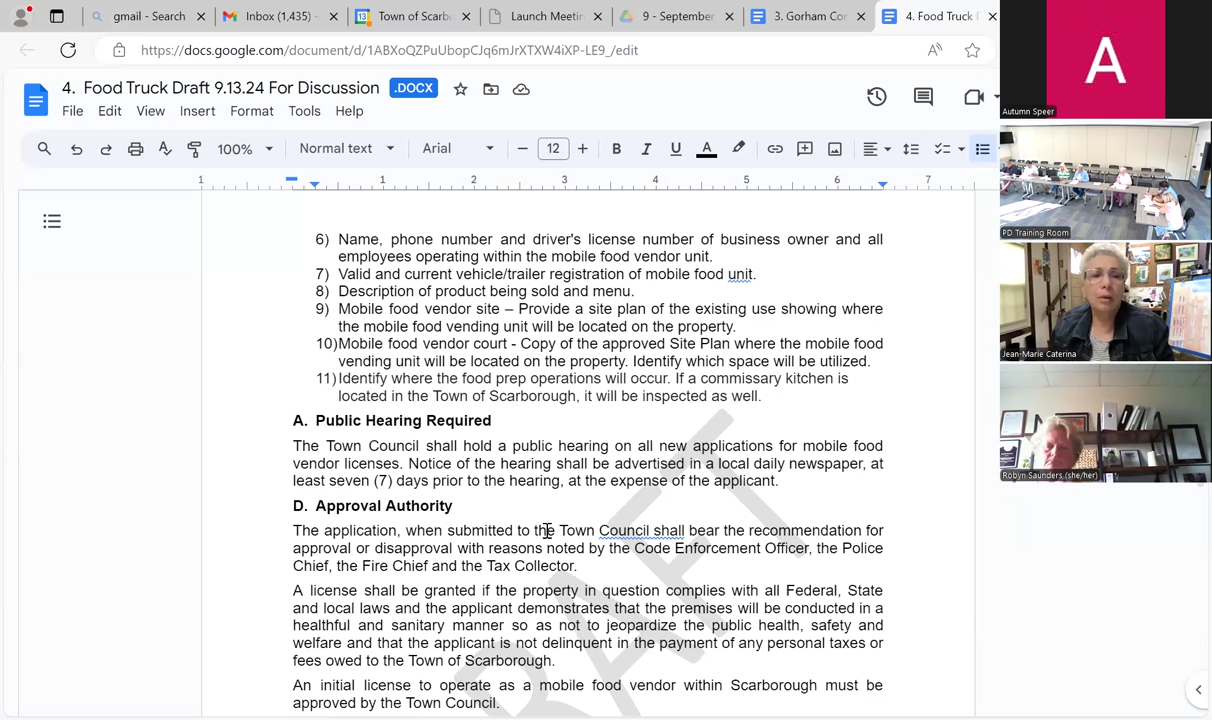 gmail - Search
Inbox (1,435) -
Town of Scarb
Launch Meetin
9 - September
3. Gorham Con
4. Food Truck D
https://docs.google.com/document/d/1ABXoQZPuUbopCJq6mJrXTXW4iXP-LE9_/edit
4. Food Truck Draft 9.13.24 For Discussion
.DOCX
File Edit View Insert Format Tools Help
100% Normal text Arial 12 B I U A
1 1 2 3 4 5 6 7
6) Name, phone number and driver's license number of business owner and all
employees operating within the mobile food vendor unit.
7) Valid and current vehicle/trailer registration of mobile food unit.
8) Description of product being sold and menu.
9) Mobile food vendor site – Provide a site plan of the existing use showing where
the mobile food vending unit will be located on the property.
10)Mobile food vendor court - Copy of the approved Site Plan where the mobile food
vending unit will be located on the property. Identify which space will be utilized.
11)Identify where the food prep operations will occur. If a commissary kitchen is
located in the Town of Scarborough, it will be inspected as well.
A. Public Hearing Required
The Town Council shall hold a public hearing on all new applications for mobile food
vendor licenses. Notice of the hearing shall be advertised in a local daily newspaper, at
least seven (7) days prior to the hearing, at the expense of the applicant.
D. Approval Authority
The application, when submitted to the Town Council shall bear the recommendation for
approval or disapproval with reasons noted by the Code Enforcement Officer, the Police
Chief, the Fire Chief and the Tax Collector.
A license shall be granted if the property in question complies with all Federal, State
and local laws and the applicant demonstrates that the premises will be conducted in a
healthful and sanitary manner so as not to jeopardize the public health, safety and
welfare and that the applicant is not delinquent in the payment of any personal taxes or
fees owed to the Town of Scarborough.
An initial license to operate as a mobile food vendor within Scarborough must be
approved by the Town Council.
RAFT
A
Autumn Speer
PD Training Room
Jean-Marie Caterina
Robyn Saunders (she/her)